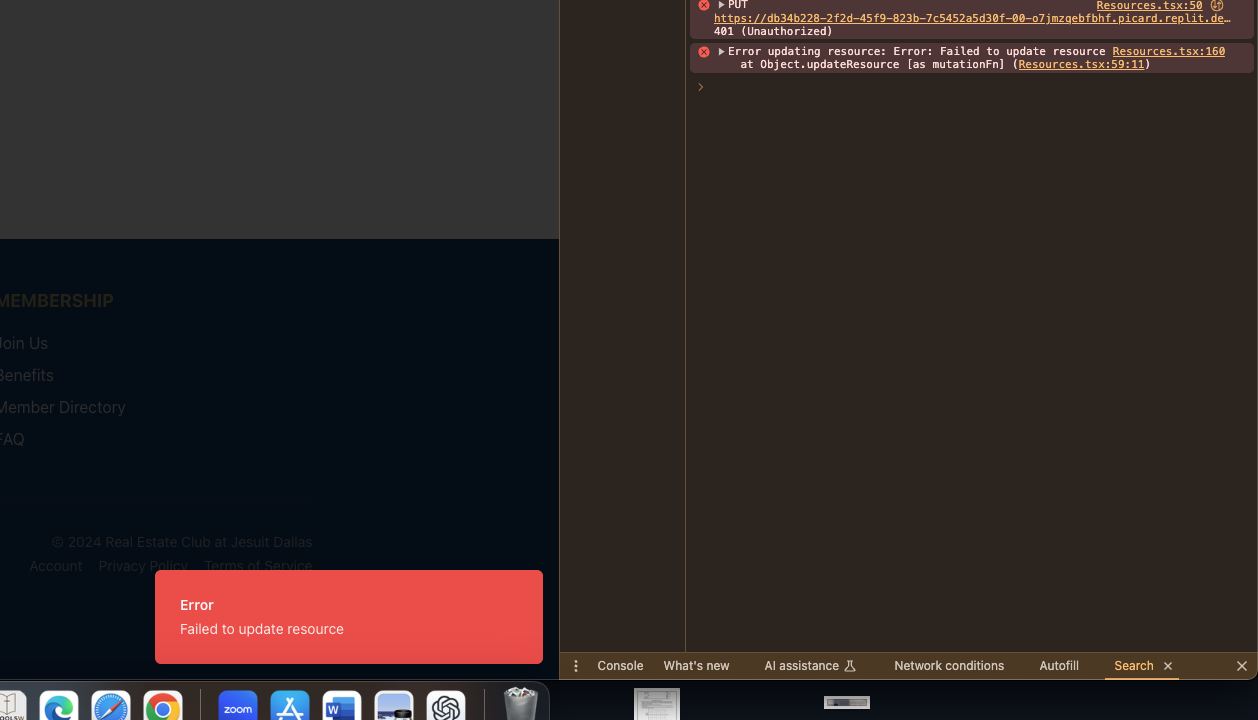 PUT Resources.tsx:50
https://db34b228-2f2d-45f9-823b-7c5452a5d30f-00-o7jmzqebfbhf.picard.replit.de…
401 (Unauthorized)
Error updating resource: Error: Failed to update resource Resources.tsx:160
at Object.updateResource [as mutationFn] (Resources.tsx:59:11)
MEMBERSHIP
Join Us
Benefits
Member Directory
FAQ
© 2024 Real Estate Club at Jesuit Dallas
Account Privacy Policy Terms of Service
Error
Failed to update resource
Console What's new AI assistance Network conditions Autofill Search
zoom W